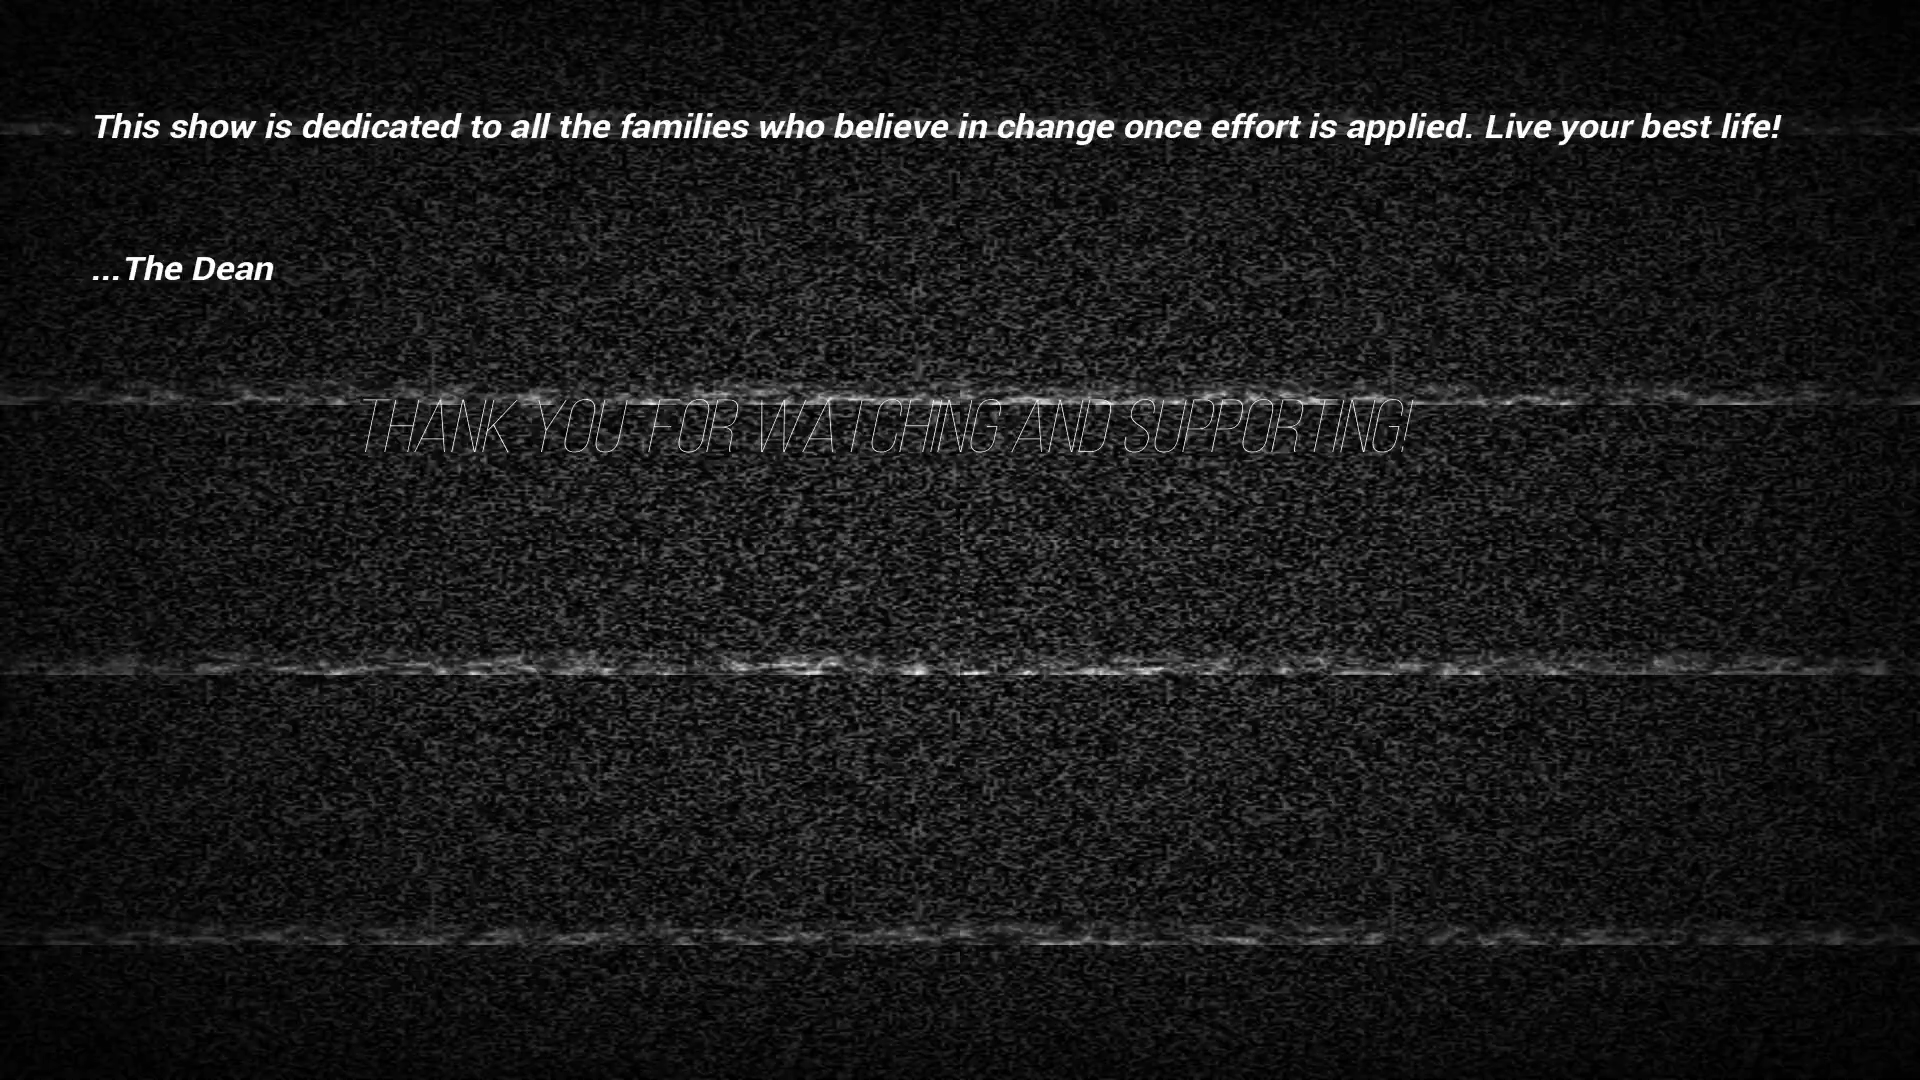 This show is dedicated to all the families who believe in change once effort is applied. Live your best life!
...The Dean
THANK YOU FOR WATCHING AND SUPPORTING!